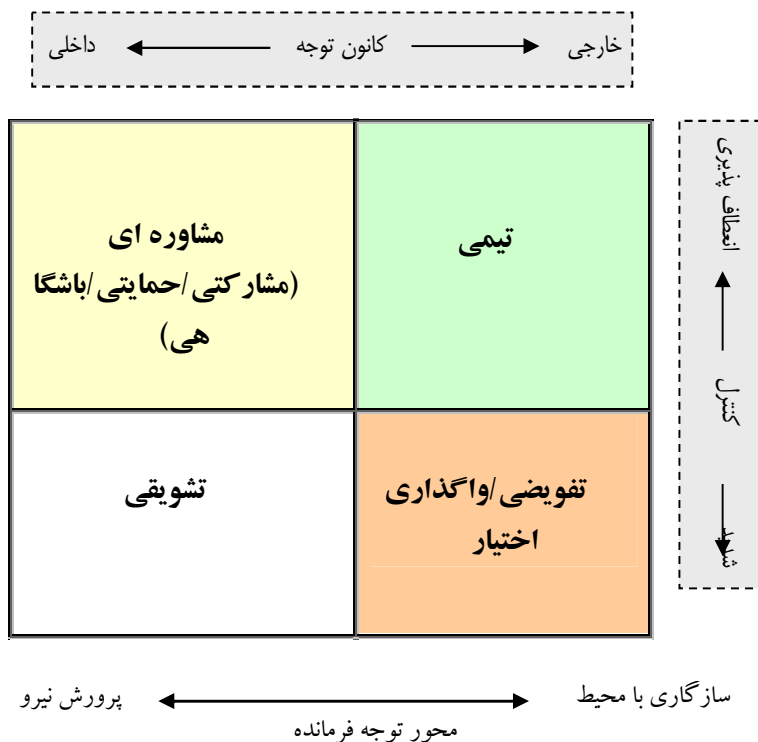 خارجی کانون توجه داخلی
انعطاف پذیری
کنترل
شدید
تیمی
مشاوره ای
(مشارکتی/حمایتی/باشگا
هی)
تفویضی/واگذاری
اختیار
تشویقی
سازگاری با محیط پرورش نیرو
محور توجه فرمانده